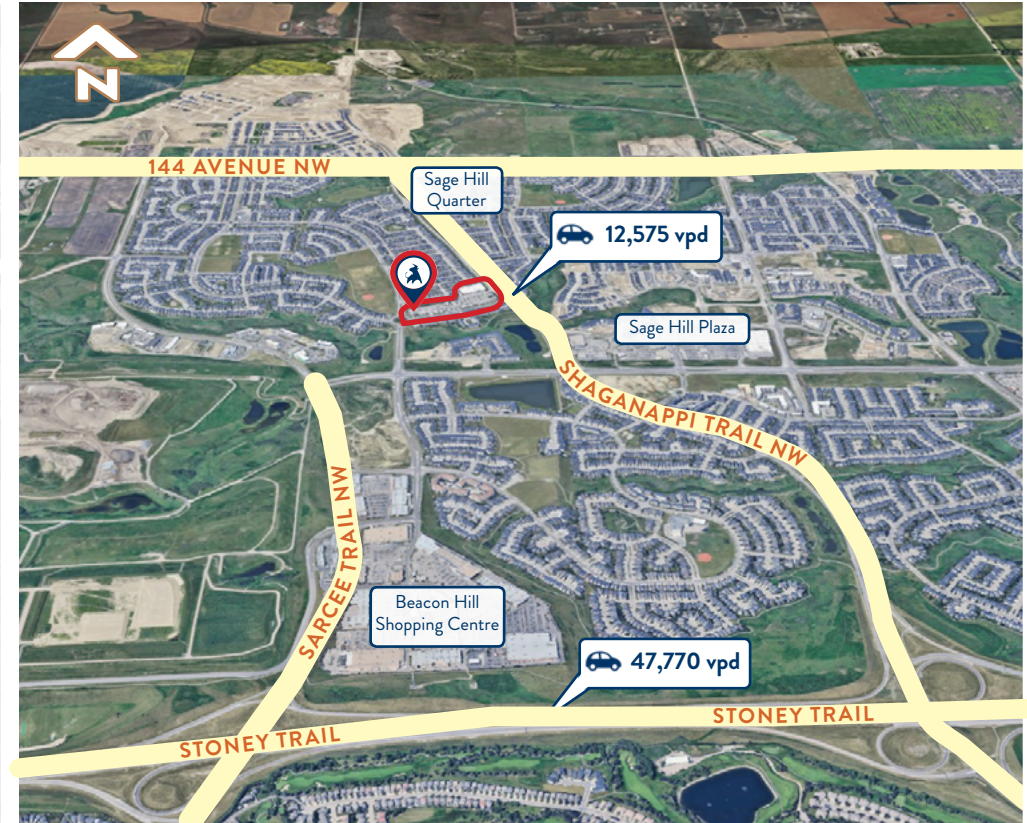 N
144 AVENUE NW
Sage Hill
Quarter
12,575 vpd
Sage Hill Plaza
SHAGANAPPI TRAIL NW
SARCEE TRAIL NW
Beacon Hill
Shopping Centre
47,770 vpd
STONEY TRAIL
STONEY TRAIL